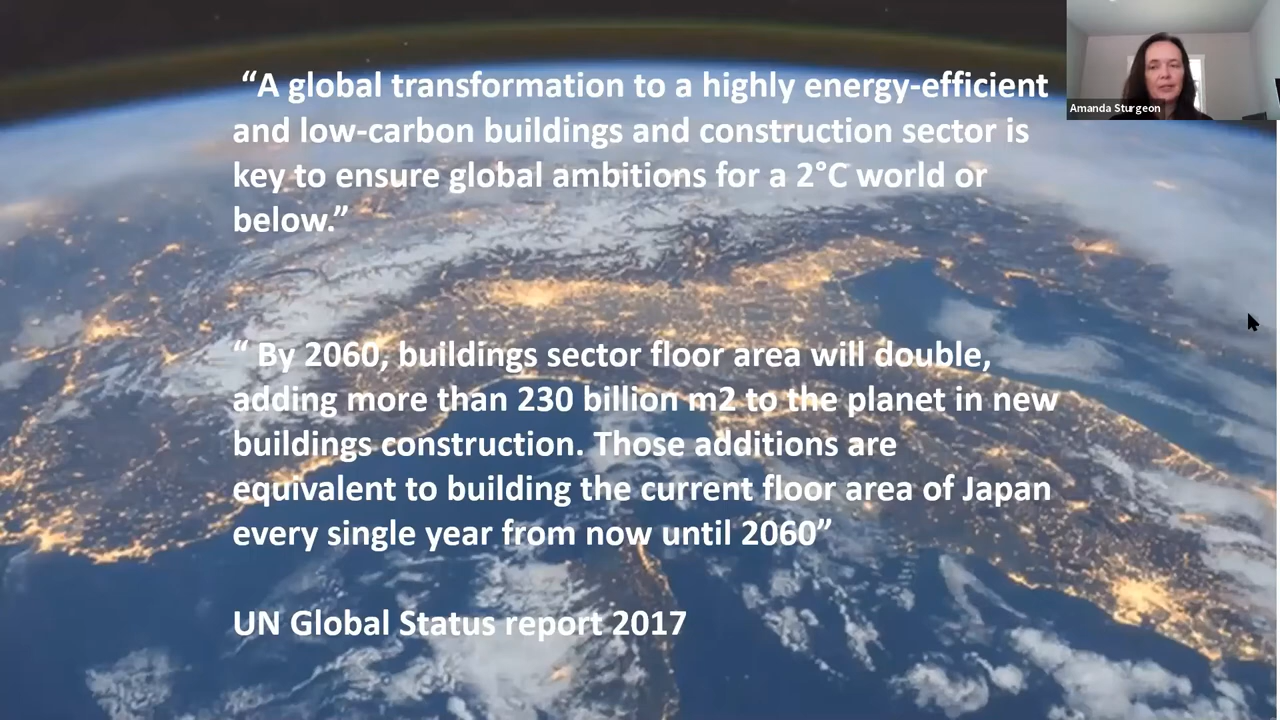 “A global transformation to a highly energy-efficient
and low-carbon buildings and construction sector is
key to ensure global ambitions for a 2°C world or
below.”
“ By 2060, buildings sector floor area will double,
adding more than 230 billion m2 to the planet in new
buildings construction. Those additions are
equivalent to building the current floor area of Japan
every single year from now until 2060”
UN Global Status report 2017
Amanda Sturgeon